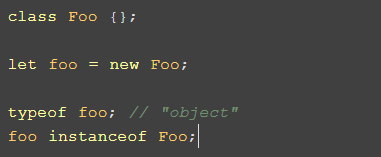 class Foo {};
let foo = new Foo;
typeof foo; // "object"
foo instanceof Foo;